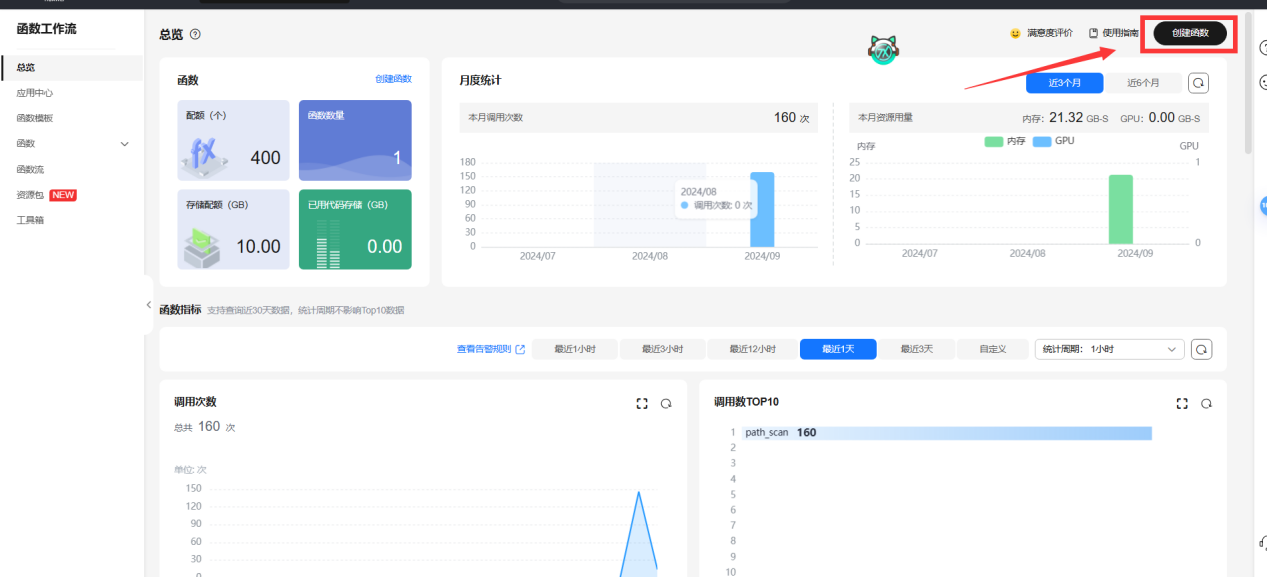 函数工作流
总览
应用中心
函数模板
函数
函数流
资源包 NEW
工具箱
总览
满意度评价 使用指南 创建函数
函数 创建函数
配额（个）
400
函数数量
1
存储配额（GB）
10.00
已用代码存储（GB）
0.00
月度统计
近3个月 近6个月
本月调用次数 160 次
180
150
120
90
60
30
0
2024/07 2024/08 2024/09
2024/08
调用次数: 0 次
本月资源用量 内存: 21.32 GB-S GPU: 0.00 GB-S
内存 GPU
内存 GPU
25 1
20
15
10
5
0 0
2024/07 2024/08 2024/09
函数指标 支持查询近30天数据，统计周期不影响Top10数据
查看告警规则 最近1小时 最近3小时 最近12小时 最近1天 最近3天 自定义 统计周期: 1小时
调用次数
总共 160 次
单位: 次
150
120
90
60
30
0
调用数TOP10
1 path_scan 160
2
3
4
5
6
7
8
9
10